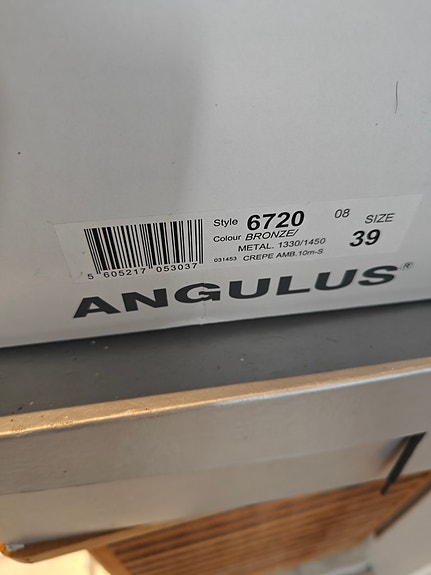 Style 6720 08 SIZE
Colour BRONZE/ 39
METAL. 1330/1450
031453 CREPE AMB.10m-S
5 605217 053037
ANGULUS®